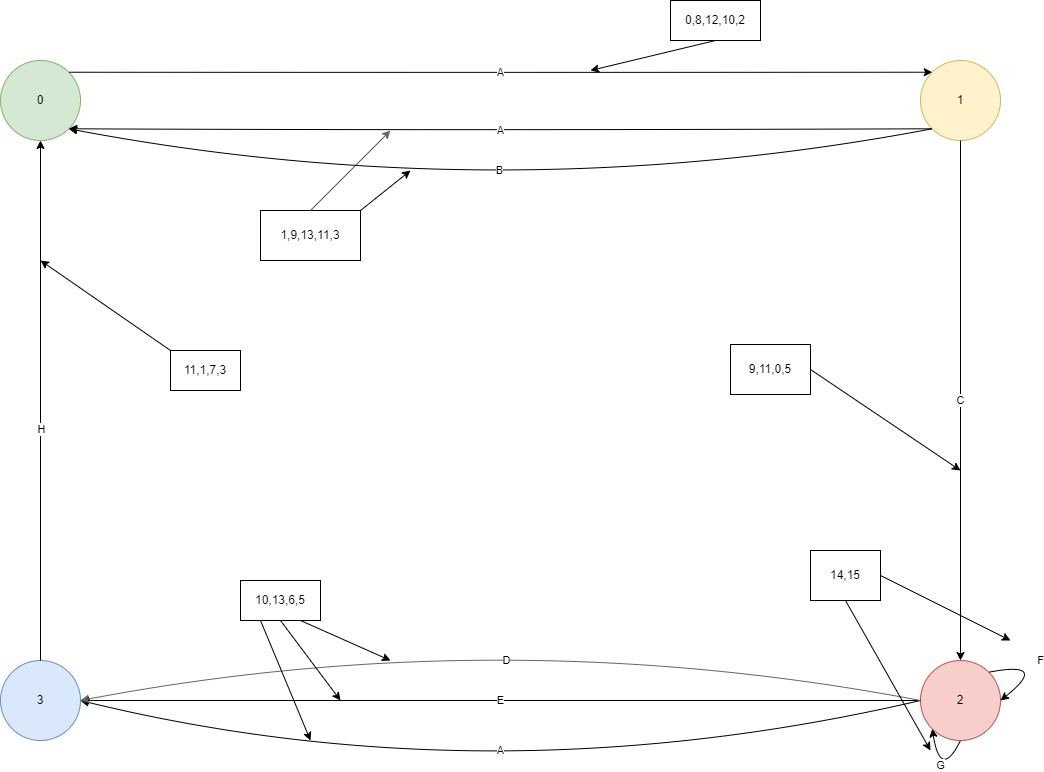 0,8,12,10,2
A
0
1
A
B
1,9,13,11,3
11,1,7,3
9,11,0,5
C
H
14,15
10,13,6,5
D
F
3
E
2
A
G